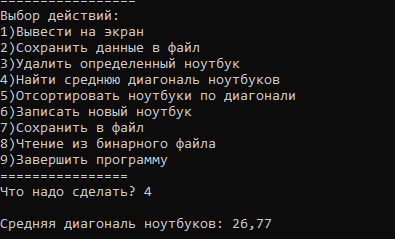 =================
Выбор действий:
1)Вывести на экран
2)Сохранить данные в файл
3)Удалить определенный ноутбук
4)Найти среднюю диагональ ноутбуков
5)Отсортировать ноутбуки по диагонали
6)Записать новый ноутбук
7)Сохранить в файл
8)Чтение из бинарного файла
9)Завершить программу
================
Что надо сделать? 4
Средняя диагональ ноутбуков: 26,77